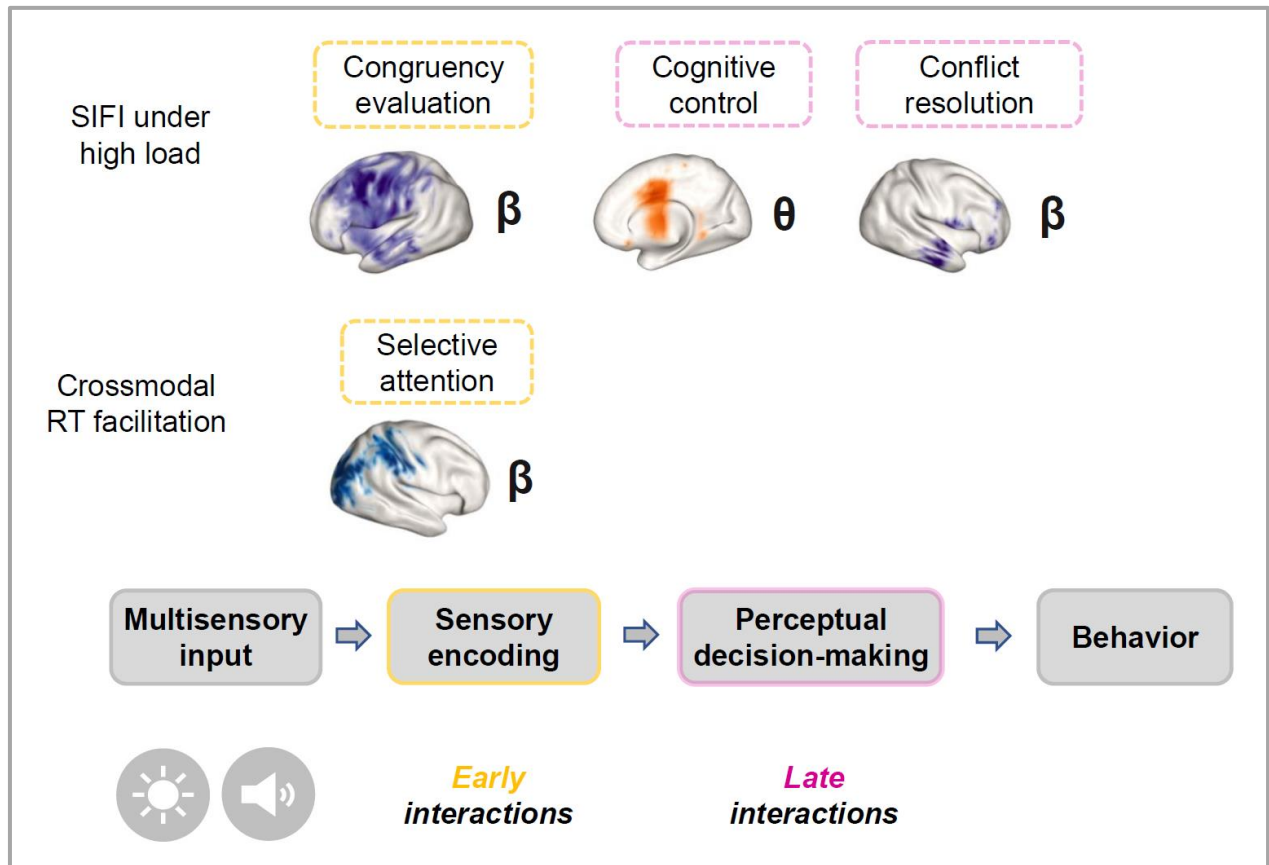 SIFI under
high load
Congruency
evaluation
β
Cognitive
control
θ
Conflict
resolution
β
Crossmodal
RT facilitation
Selective
attention
β
Multisensory
input
Sensory
encoding
Perceptual
decision-making
Behavior
Early
interactions
Late
interactions